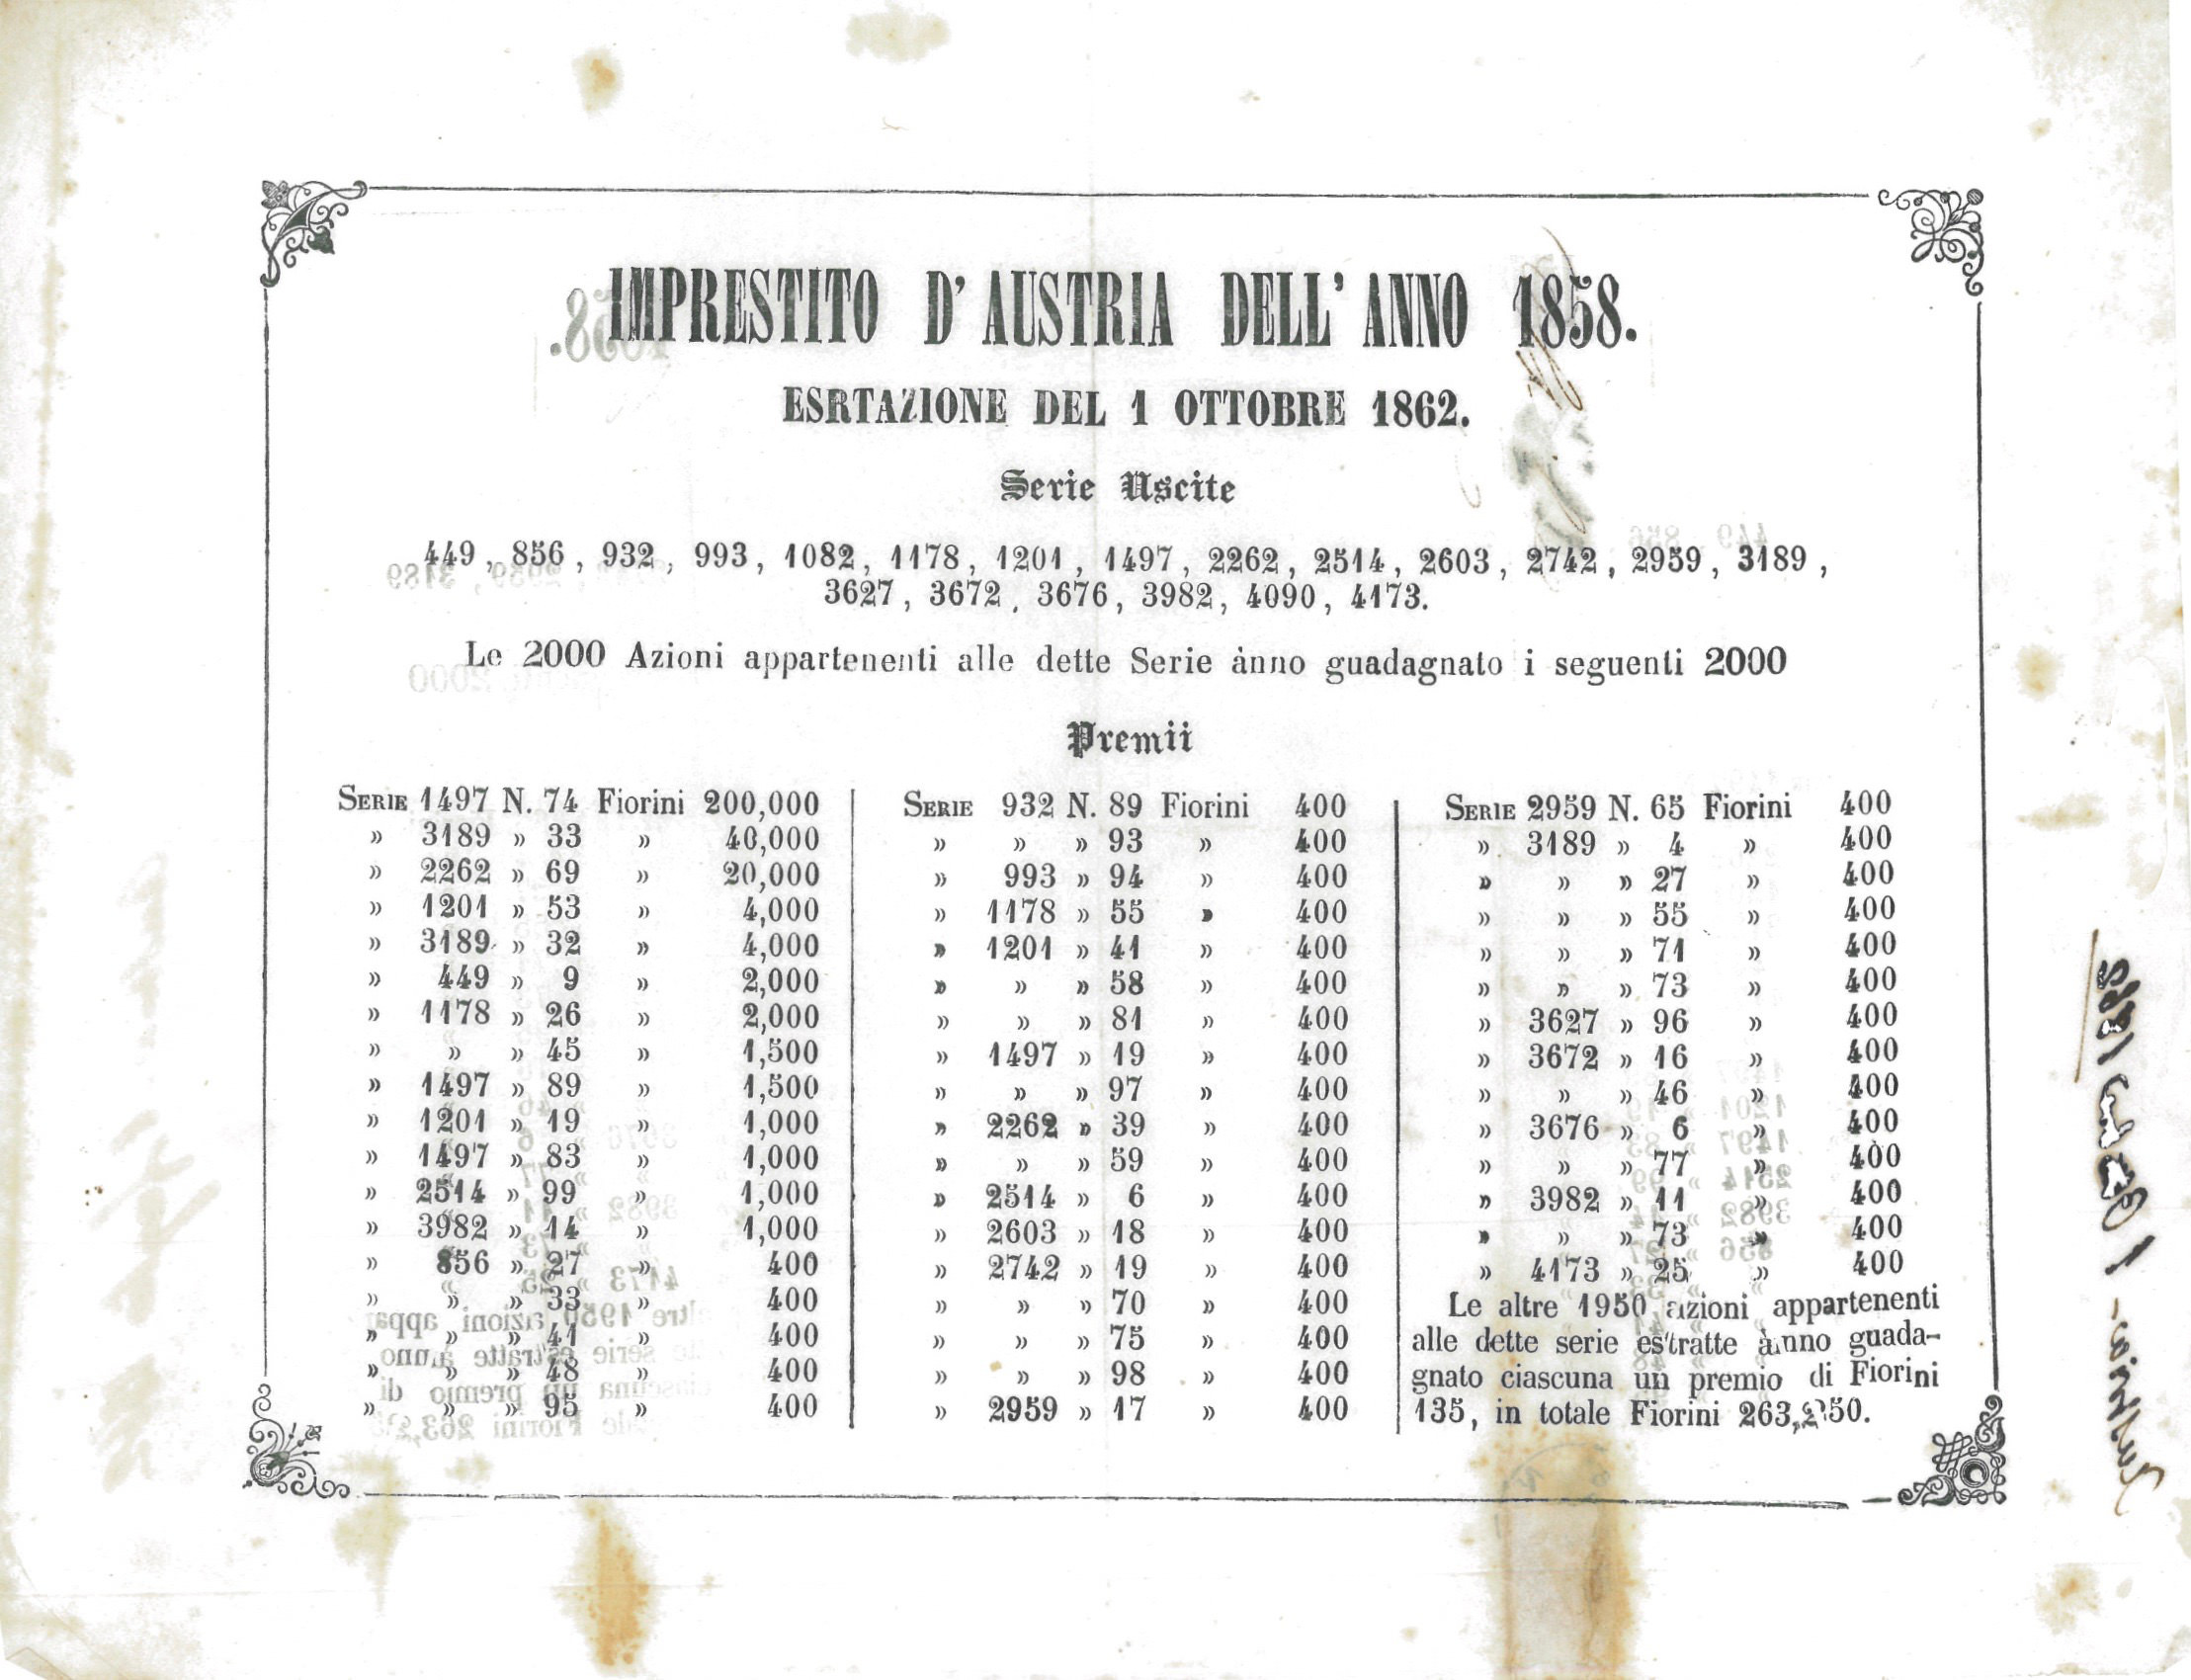 IMPRESTITO D'AUSTRIA DELL'ANNO 1858.
ESRTAZIONE DEL 1 OTTOBRE 1862.
Serie Uscite
449, 856, 932, 993, 1082, 1178, 1201, 1497, 2262, 2514, 2603, 2742, 2959, 3189,
3627, 3672, 3676, 3982, 4090, 4173.
Le 2000 Azioni appartenenti alle dette Serie ànno guadagnato i seguenti 2000
Premii
SERIE 1497 N. 74 Fiorini 200,000
» 3189 » 33 » 40,000
» 2262 » 69 » 20,000
» 1201 » 53 » 4,000
» 3189 » 32 » 4,000
» 449 » 9 » 2,000
» 1178 » 26 » 2,000
» » » 45 » 1,500
» 1497 » 89 » 1,500
» 1201 » 19 » 1,000
» 1497 » 83 » 1,000
» 2514 » 99 » 1,000
» 3982 » 14 » 1,000
» 856 » 27 » 400
» » » 33 » 400
» » » 41 » 400
» » » 48 » 400
» » » 95 » 400
SERIE 932 N. 89 Fiorini 400
» » » 93 » 400
» 993 » 94 » 400
» 1178 » 55 » 400
» 1201 » 41 » 400
» » » 58 » 400
» » » 81 » 400
» 1497 » 19 » 400
» » » 97 » 400
» 2262 » 39 » 400
» » » 59 » 400
» 2514 » 6 » 400
» 2603 » 18 » 400
» 2742 » 19 » 400
» » » 70 » 400
» » » 75 » 400
» » » 98 » 400
» 2959 » 17 » 400
SERIE 2959 N. 65 Fiorini 400
» 3189 » 4 » 400
» » » 27 » 400
» » » 55 » 400
» » » 71 » 400
» » » 73 » 400
» 3627 » 96 » 400
» 3672 » 16 » 400
» » » 46 » 400
» 3676 » 6 » 400
» » » 77 » 400
» 3982 » 11 » 400
» » » 73 » 400
» 4173 » 25 » 400
Le altre 1950 azioni appartenenti
alle dette serie estratte ànno guada-
gnato ciascuna un premio di Fiorini
135, in totale Fiorini 263,250.